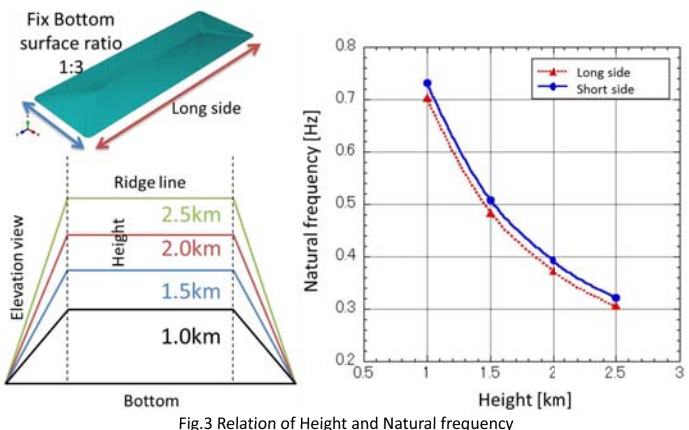 Fix Bottom
surface ratio
1:3
Long side
Ridge line
Elevation view
Height
2.5km
2.0km
1.5km
1.0km
Bottom
Natural frequency [Hz]
0.8
0.7
0.6
0.5
0.4
0.3
0.2
Long side
Short side
0.5 1 1.5 2 2.5 3
Height [km]
Fig.3 Relation of Height and Natural frequency